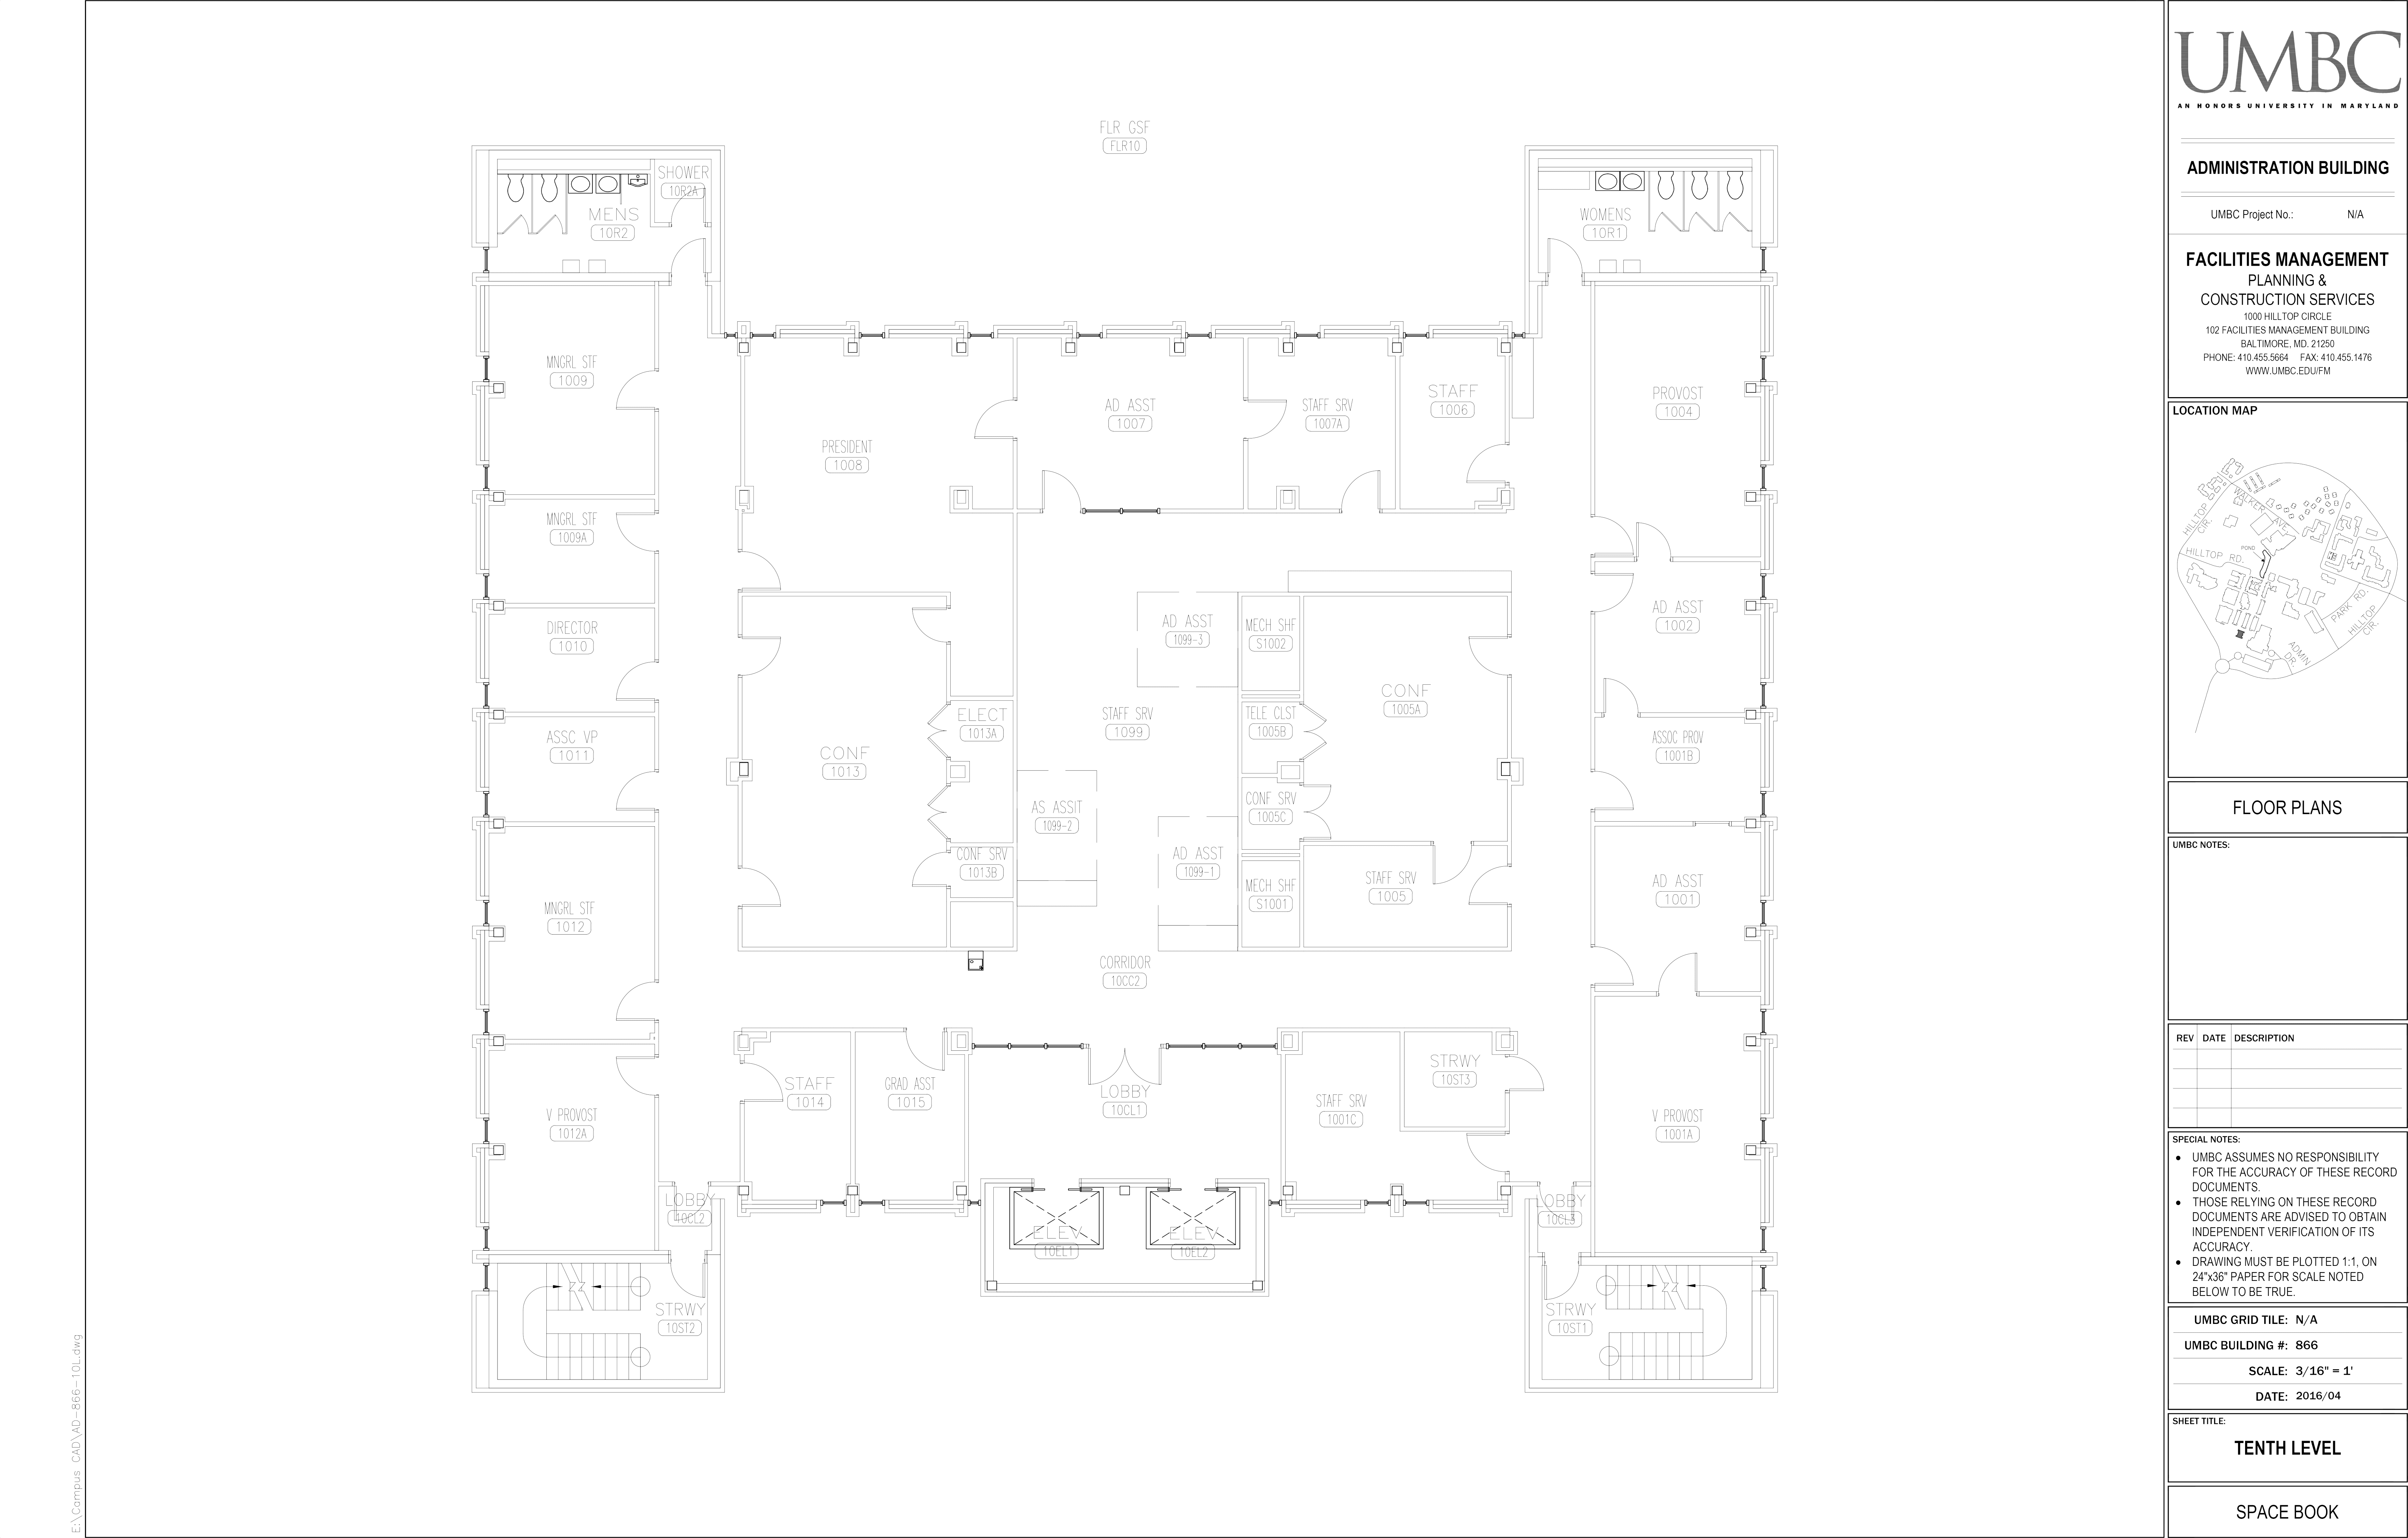 FLR GSF
FLR10
SHOWER
10R2A
MENS
10R2
WOMENS
10R1
MNGRL STF
1009
PROVOST
1004
AD ASST
1007
STAFF SRV
1007A
STAFF
1006
PRESIDENT
1008
MNGRL STF
1009A
DIRECTOR
1010
AD ASST
1099-3
MECH SHF
S1002
AD ASST
1002
CONF
1005A
ASSC VP
1011
CONF
1013
ELECT
1013A
STAFF SRV
1099
TELE CLST
1005B
ASSOC PROV
1001B
AS ASSIT
1099-2
CONF SRV
1005C
CONF SRV
1013B
AD ASST
1099-1
MECH SHF
S1001
STAFF SRV
1005
AD ASST
1001
MNGRL STF
1012
CORRIDOR
10CC2
V PROVOST
1012A
STAFF
1014
GRAD ASST
1015
LOBBY
10CL1
STAFF SRV
1001C
STRWY
10ST3
V PROVOST
1001A
LOBBY
10CL2
ELEV
10EL1
ELEV
10EL2
LOBBY
10CL3
STRWY
10ST2
STRWY
10ST1
E:\Campus CAD\AD-866-10L.dwg
UMBC
AN HONORS UNIVERSITY IN MARYLAND
ADMINISTRATION BUILDING
UMBC Project No.: N/A
FACILITIES MANAGEMENT
PLANNING &
CONSTRUCTION SERVICES
1000 HILLTOP CIRCLE
102 FACILITIES MANAGEMENT BUILDING
BALTIMORE, MD. 21250
PHONE: 410.455.5664 FAX: 410.455.1476
WWW.UMBC.EDU/FM
LOCATION MAP
WALKER AVE.
HILLTOP CIR.
POND
HILLTOP RD.
PARK RD.
HILLTOP CIR.
ADMIN DR.
FLOOR PLANS
UMBC NOTES:
REV DATE DESCRIPTION
SPECIAL NOTES:
● UMBC ASSUMES NO RESPONSIBILITY
FOR THE ACCURACY OF THESE RECORD
DOCUMENTS.
● THOSE RELYING ON THESE RECORD
DOCUMENTS ARE ADVISED TO OBTAIN
INDEPENDENT VERIFICATION OF ITS
ACCURACY.
● DRAWING MUST BE PLOTTED 1:1, ON
24"x36" PAPER FOR SCALE NOTED
BELOW TO BE TRUE.
UMBC GRID TILE: N/A
UMBC BUILDING #: 866
SCALE: 3/16" = 1'
DATE: 2016/04
SHEET TITLE:
TENTH LEVEL
SPACE BOOK